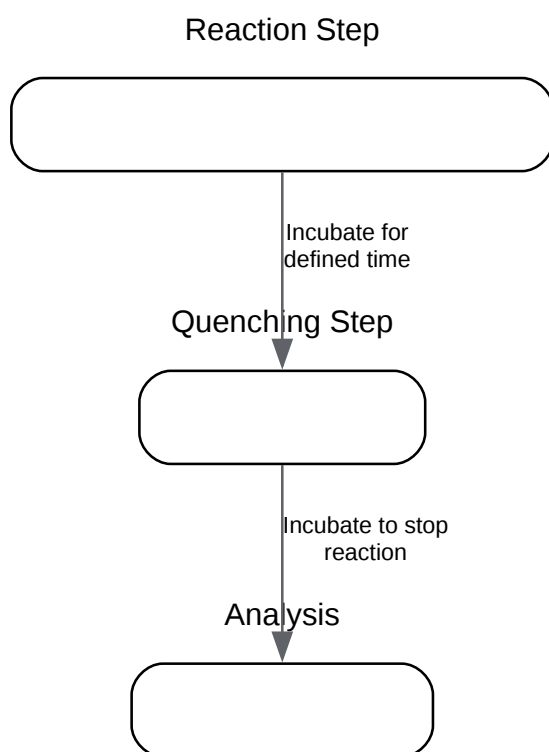 Reaction Step
Incubate for
defined time
Quenching Step
Incubate to stop
reaction
Analysis